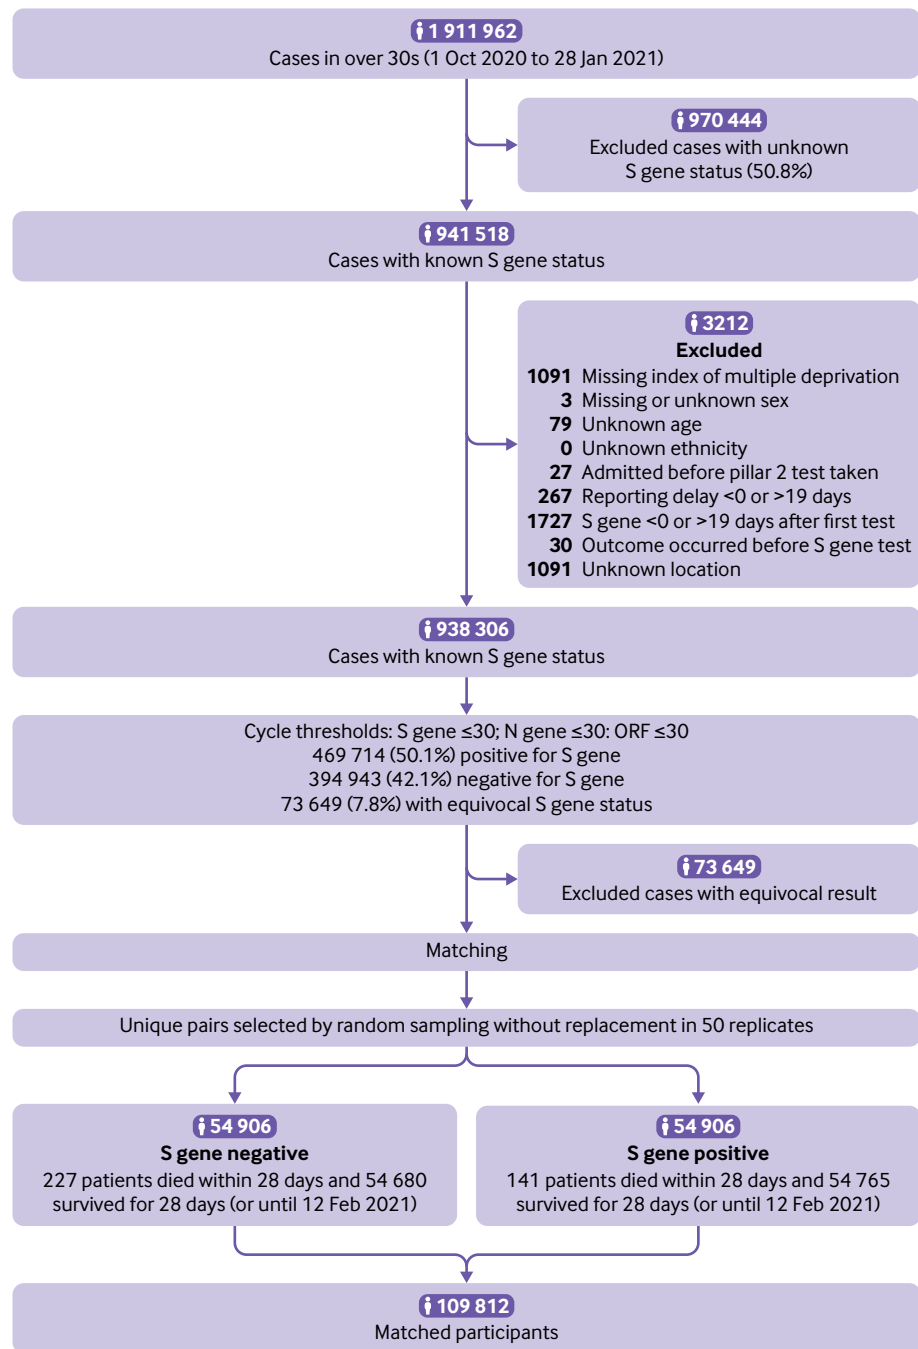 1 911 962
Cases in over 30s (1 Oct 2020 to 28 Jan 2021)
970 444
Excluded cases with unknown
S gene status (50.8%)
941 518
Cases with known S gene status
3212
Excluded
1091 Missing index of multiple deprivation
3 Missing or unknown sex
79 Unknown age
0 Unknown ethnicity
27 Admitted before pillar 2 test taken
267 Reporting delay <0 or >19 days
1727 S gene <0 or >19 days after first test
30 Outcome occurred before S gene test
1091 Unknown location
938 306
Cases with known S gene status
Cycle thresholds: S gene ≤30; N gene ≤30: ORF ≤30
469 714 (50.1%) positive for S gene
394 943 (42.1%) negative for S gene
73 649 (7.8%) with equivocal S gene status
73 649
Excluded cases with equivocal result
Matching
Unique pairs selected by random sampling without replacement in 50 replicates
54 906
S gene negative
227 patients died within 28 days and 54 680
survived for 28 days (or until 12 Feb 2021)
54 906
S gene positive
141 patients died within 28 days and 54 765
survived for 28 days (or until 12 Feb 2021)
109 812
Matched participants